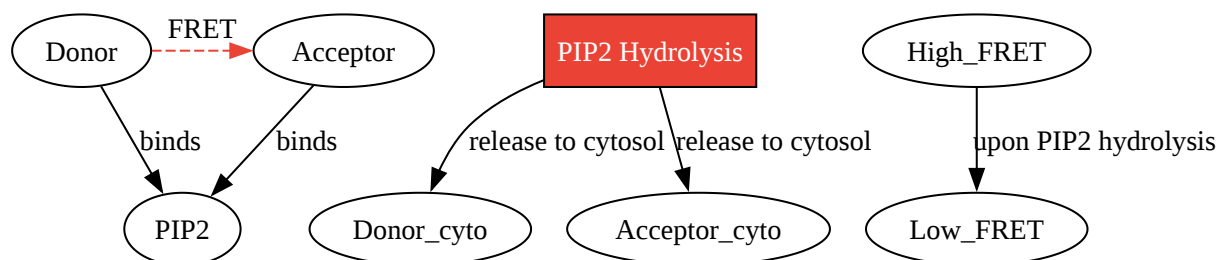 FRET
Donor
Acceptor
PIP2 Hydrolysis
High_FRET
binds
binds
release to cytosol
release to cytosol
upon PIP2 hydrolysis
PIP2
Donor_cyto
Acceptor_cyto
Low_FRET